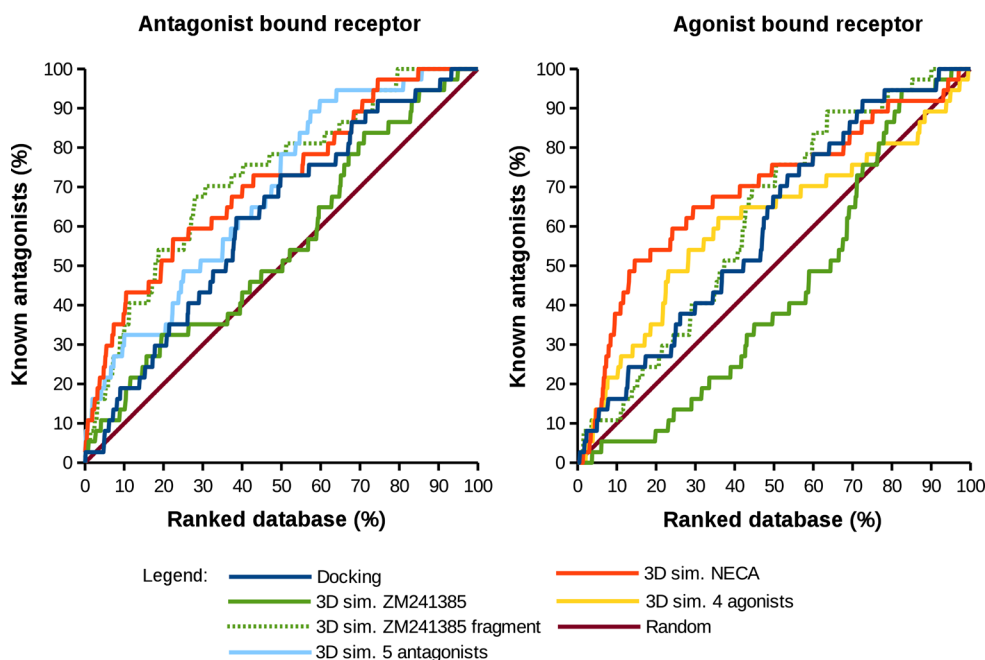 Antagonist bound receptor
Agonist bound receptor
Known antagonists (%)
100
90
80
70
60
50
40
30
20
10
0
0 10 20 30 40 50 60 70 80 90 100
Ranked database (%)
Known antagonists (%)
100
90
80
70
60
50
40
30
20
10
0
0 10 20 30 40 50 60 70 80 90 100
Ranked database (%)
Legend:
Docking
3D sim. ZM241385
3D sim. ZM241385 fragment
3D sim. 5 antagonists
3D sim. NECA
3D sim. 4 agonists
Random